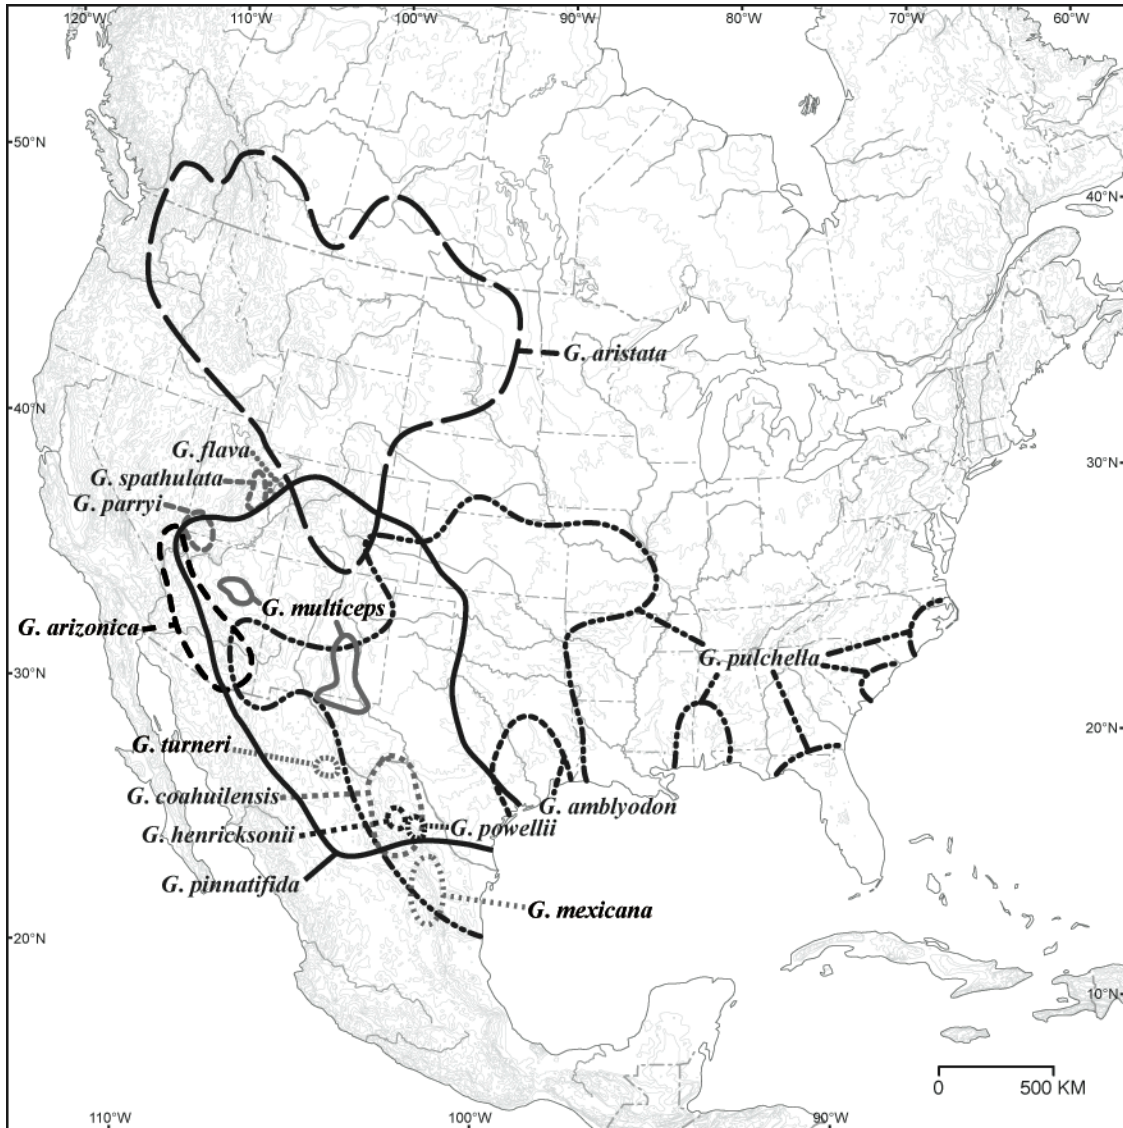 120°W 110°W 100°W 90°W 80°W 70°W 60°W
50°N
40°N
G. aristata
40°N
G. flava
30°N
G. spathulata
G. parryi
G. multiceps
G. arizonica
G. pulchella
30°N
20°N
G. turneri
G. coahuilensis
G. amblyodon
G. henricksonii
G. powellii
G. pinnatifida
G. mexicana
20°N
10°N
0 500 KM
110°W 100°W 90°W